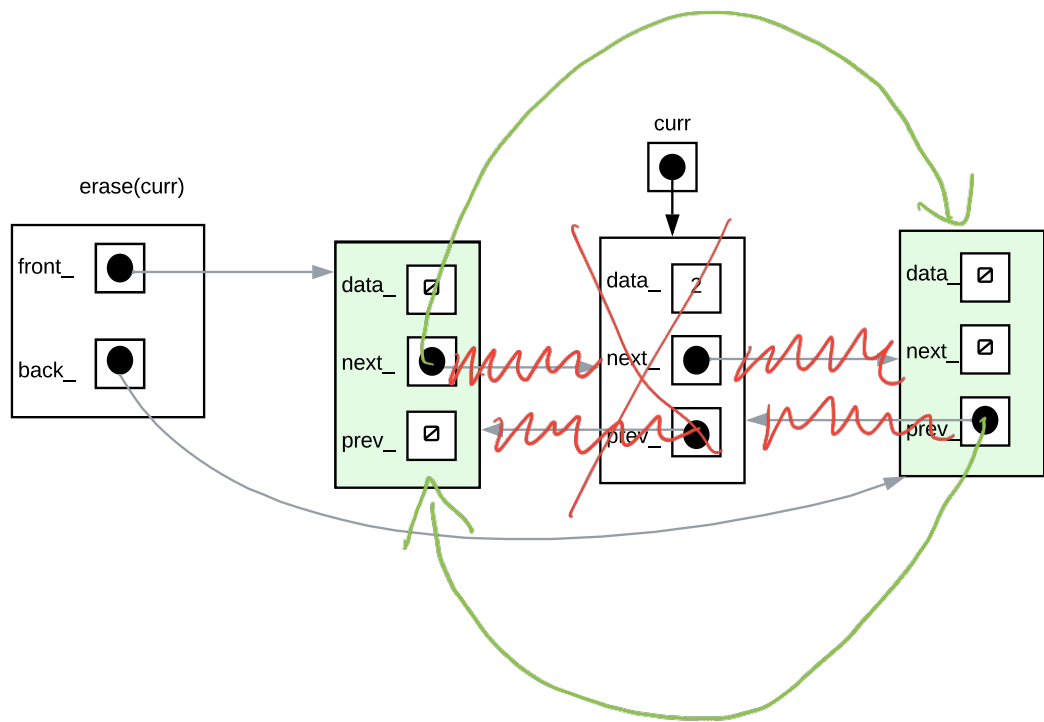 curr
erase(curr)
front_
back_
data_
next_
prev_
data_ 2
next_
prev_
data_
next_
prev_